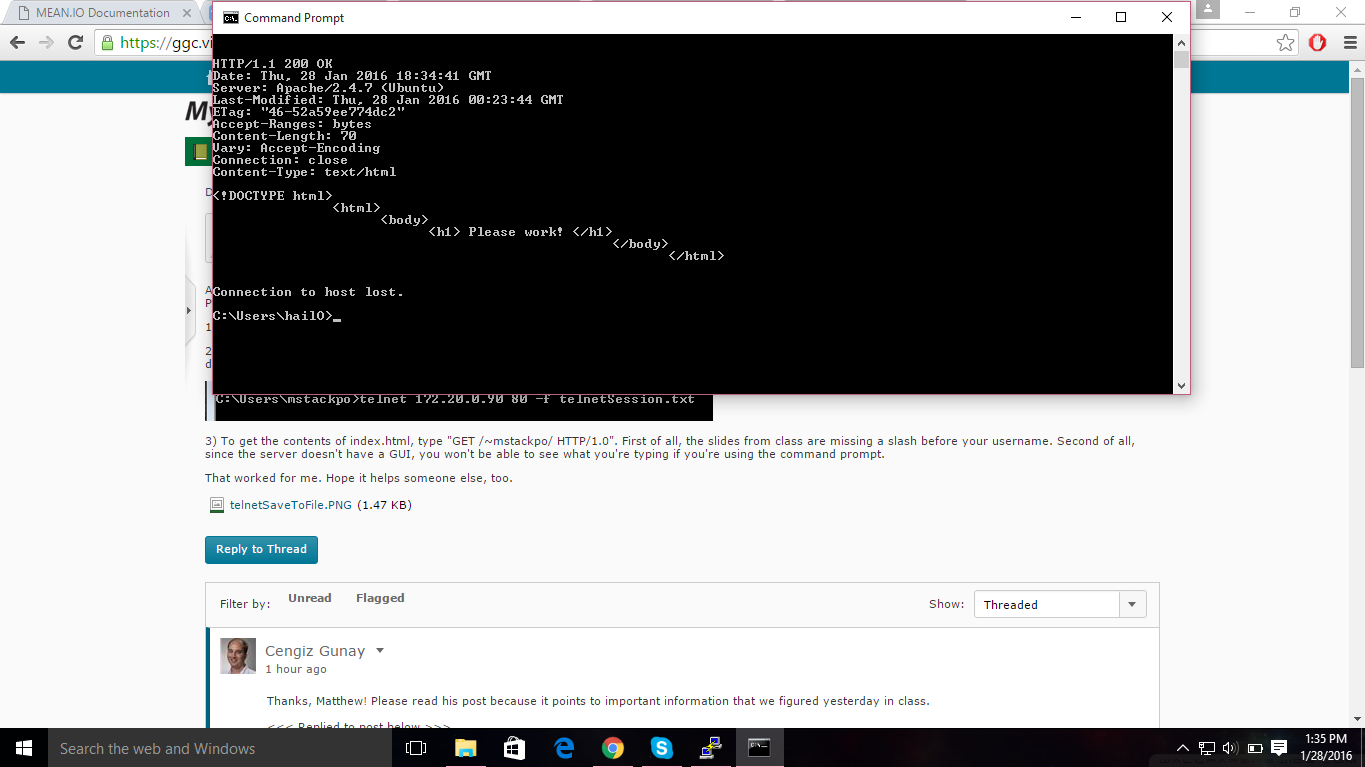 MEAN.IO Documentation
Command Prompt
https://ggc.vi
My
HTTP/1.1 200 OK
Date: Thu, 28 Jan 2016 18:34:41 GMT
Server: Apache/2.4.7 (Ubuntu)
Last-Modified: Thu, 28 Jan 2016 00:23:44 GMT
ETag: "46-52a59ee774dc2"
Accept-Ranges: bytes
Content-Length: 70
Vary: Accept-Encoding
Connection: close
Content-Type: text/html
<!DOCTYPE html>
<html>
<body>
<h1> Please work! </h1>
</body>
</html>
Connection to host lost.
C:\Users\hailO>_
C:\Users\mstackpo>telnet 172.20.0.90 80 -f telnetSession.txt
3) To get the contents of index.html, type "GET /~mstackpo/ HTTP/1.0". First of all, the slides from class are missing a slash before your username. Second of all,
since the server doesn't have a GUI, you won't be able to see what you're typing if you're using the command prompt.
That worked for me. Hope it helps someone else, too.
telnetSaveToFile.PNG (1.47 KB)
Reply to Thread
Filter by: Unread Flagged Show: Threaded
Cengiz Gunay
1 hour ago
Thanks, Matthew! Please read his post because it points to important information that we figured yesterday in class.
<<< Replied to post below >>>
Search the web and Windows
1:35 PM
1/28/2016